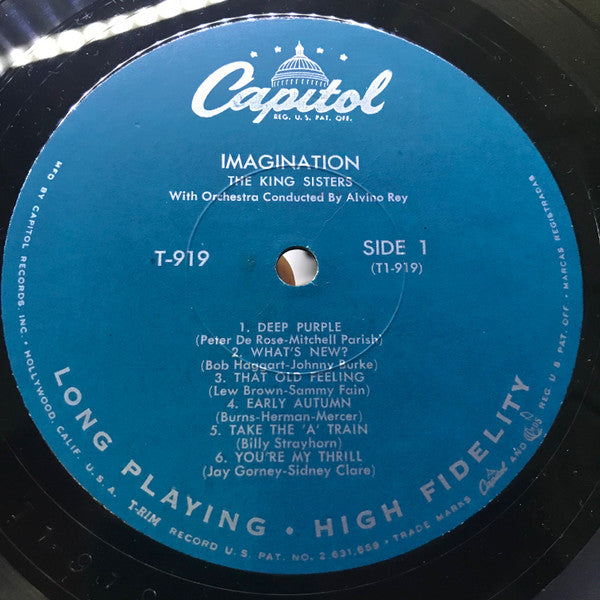 Capitol
REG. U.S. PAT. OFF.
IMAGINATION
THE KING SISTERS
With Orchestra Conducted By Alvino Rey
T-919
SIDE 1
(T1-919)
1. DEEP PURPLE
(Peter De Rose-Mitchell Parish)
2. WHAT'S NEW?
(Bob Haggart-Johnny Burke)
3. THAT OLD FEELING
(Lew Brown-Sammy Fain)
4. EARLY AUTUMN
(Burns-Herman-Mercer)
5. TAKE THE 'A' TRAIN
(Billy Strayhorn)
6. YOU'RE MY THRILL
(Jay Gorney-Sidney Clare)
LONG PLAYING • HIGH FIDELITY
MFD BY CAPITOL RECORDS, INC. • HOLLYWOOD, CALIF. U.S.A. T-RIM RECORD U.S. PAT. NO. 2 631,859 • TRADE MARKS Capitol AND REG U S PAT. OFF • MARCAS REGISTRADAS